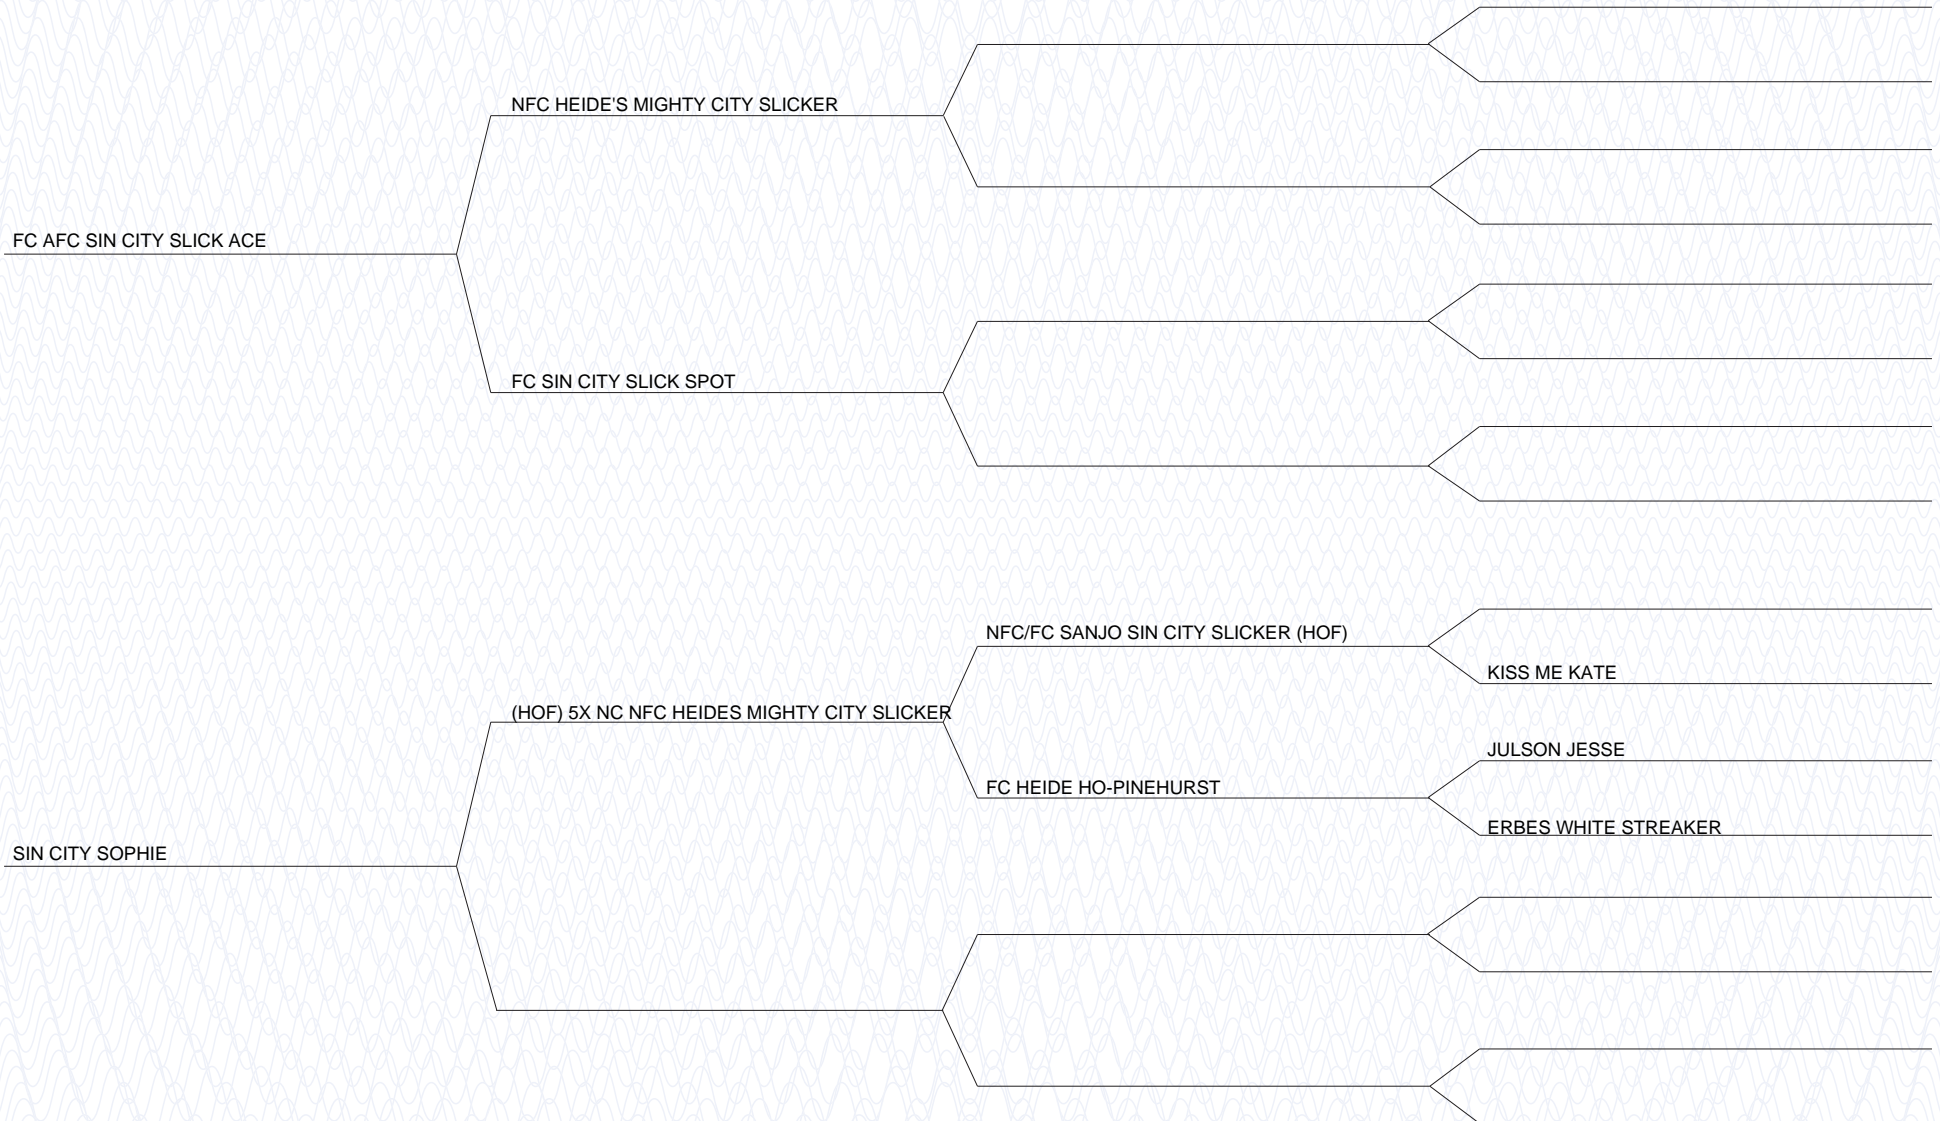 NFC HEIDE'S MIGHTY CITY SLICKER
FC AFC SIN CITY SLICK ACE
FC SIN CITY SLICK SPOT
NFC/FC SANJO SIN CITY SLICKER (HOF)
KISS ME KATE
(HOF) 5X NC NFC HEIDES MIGHTY CITY SLICKER
JULSON JESSE
FC HEIDE HO-PINEHURST
ERBES WHITE STREAKER
SIN CITY SOPHIE